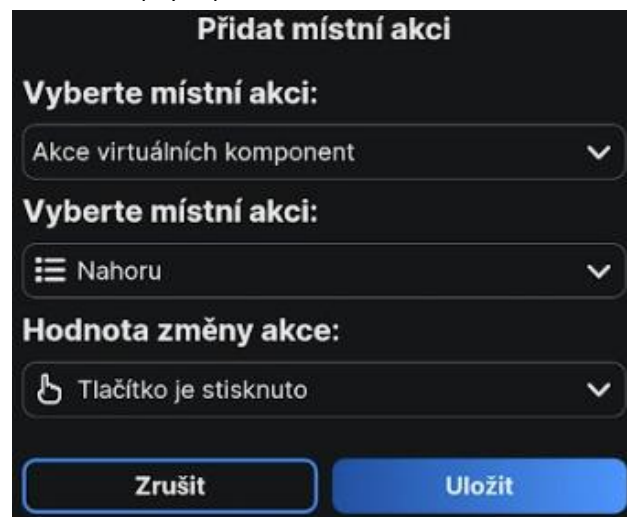 Přidat místní akci
Vyberte místní akci:
Akce virtuálních komponent
Vyberte místní akci:
Nahoru
Hodnota změny akce:
Tlačítko je stisknuto
Zrušit Uložit